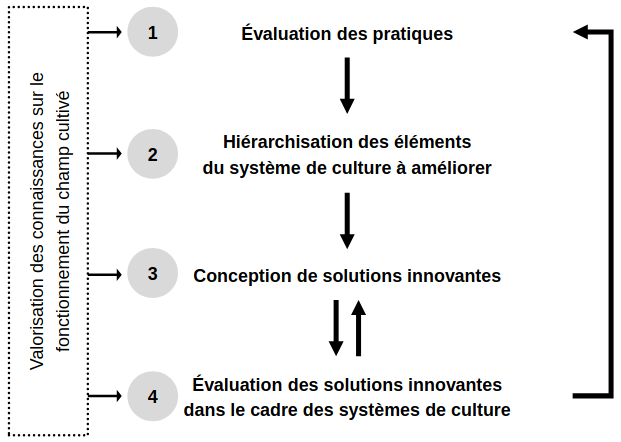 Valorisation des connaissances sur le
fonctionnement du champ cultivé
1
Évaluation des pratiques
2
Hiérarchisation des éléments
du système de culture à améliorer
3
Conception de solutions innovantes
4
Évaluation des solutions innovantes
dans le cadre des systèmes de culture